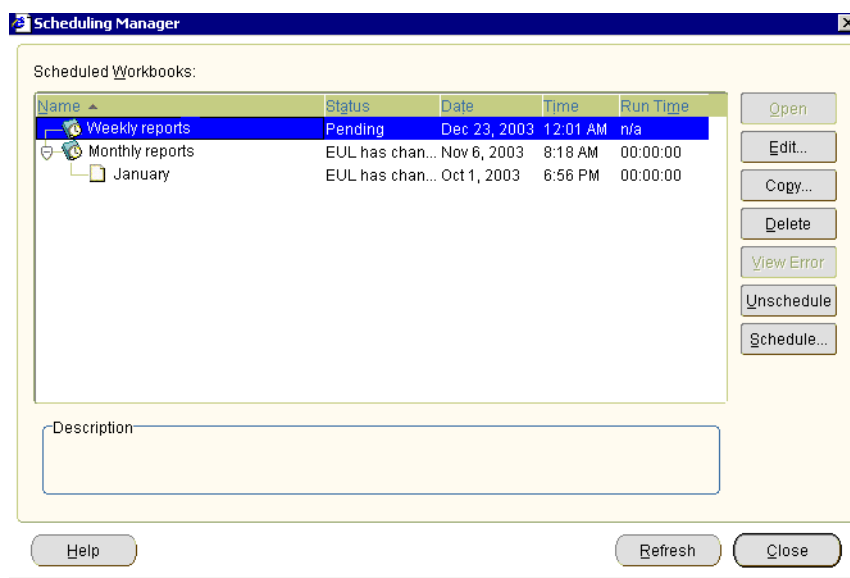 Scheduling Manager
Scheduled Workbooks:
Name Status Date Time Run Time
Weekly reports Pending Dec 23, 2003 12:01 AM n/a
Monthly reports EUL has chan... Nov 6, 2003 8:18 AM 00:00:00
January EUL has chan... Oct 1, 2003 6:56 PM 00:00:00
Open
Edit...
Copy...
Delete
View Error
Unschedule
Schedule...
Description
Help Refresh Close